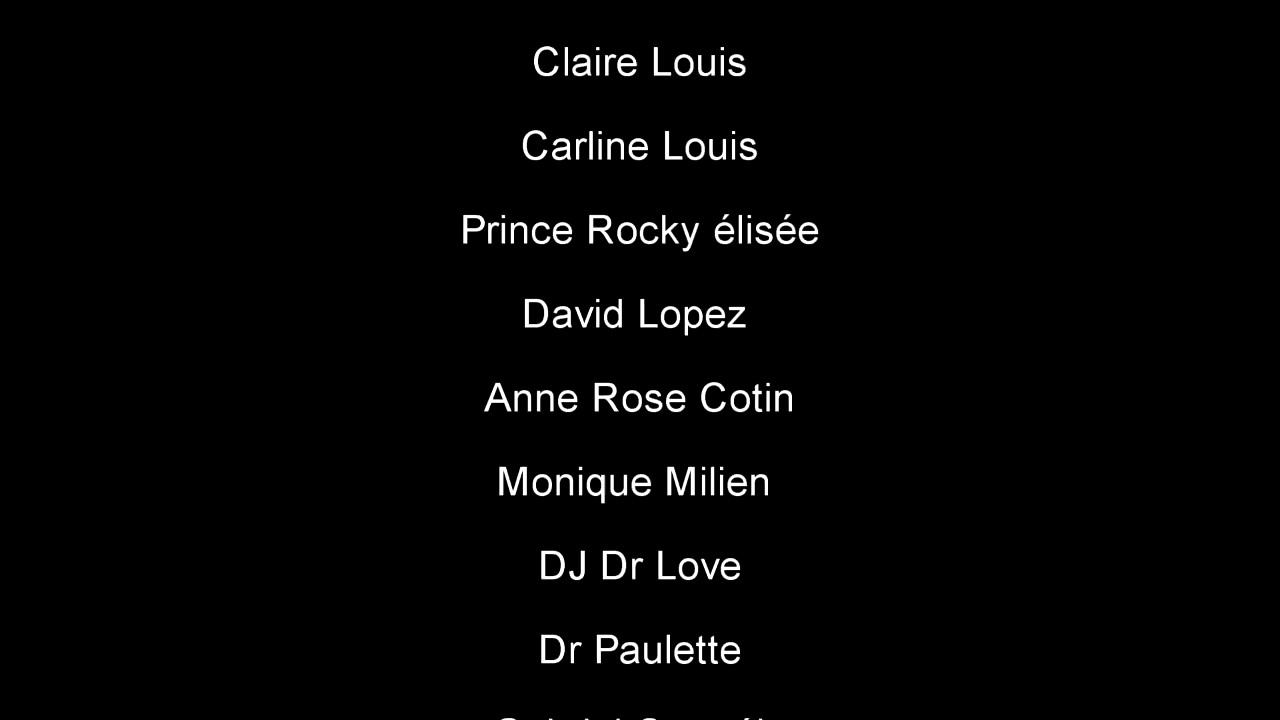 Claire Louis
Carline Louis
Prince Rocky élisée
David Lopez
Anne Rose Cotin
Monique Milien
DJ Dr Love
Dr Paulette